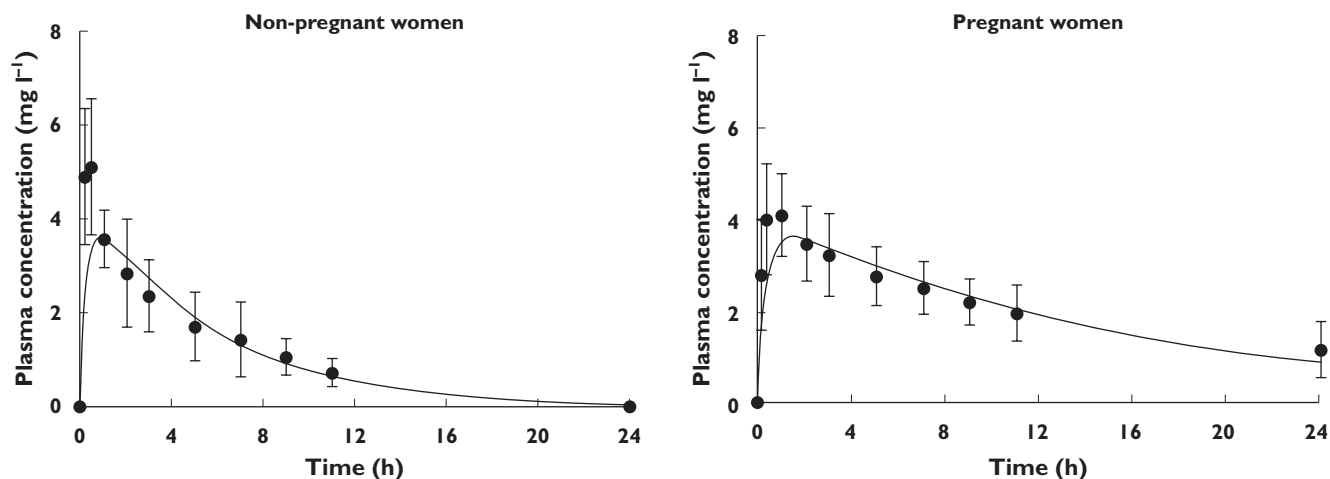 Non-pregnant women
8
6
4
2
0
Plasma concentration (mg l⁻¹)
0 4 8 12 16 20 24
Time (h)
Pregnant women
8
6
4
2
0
Plasma concentration (mg l⁻¹)
0 4 8 12 16 20 24
Time (h)